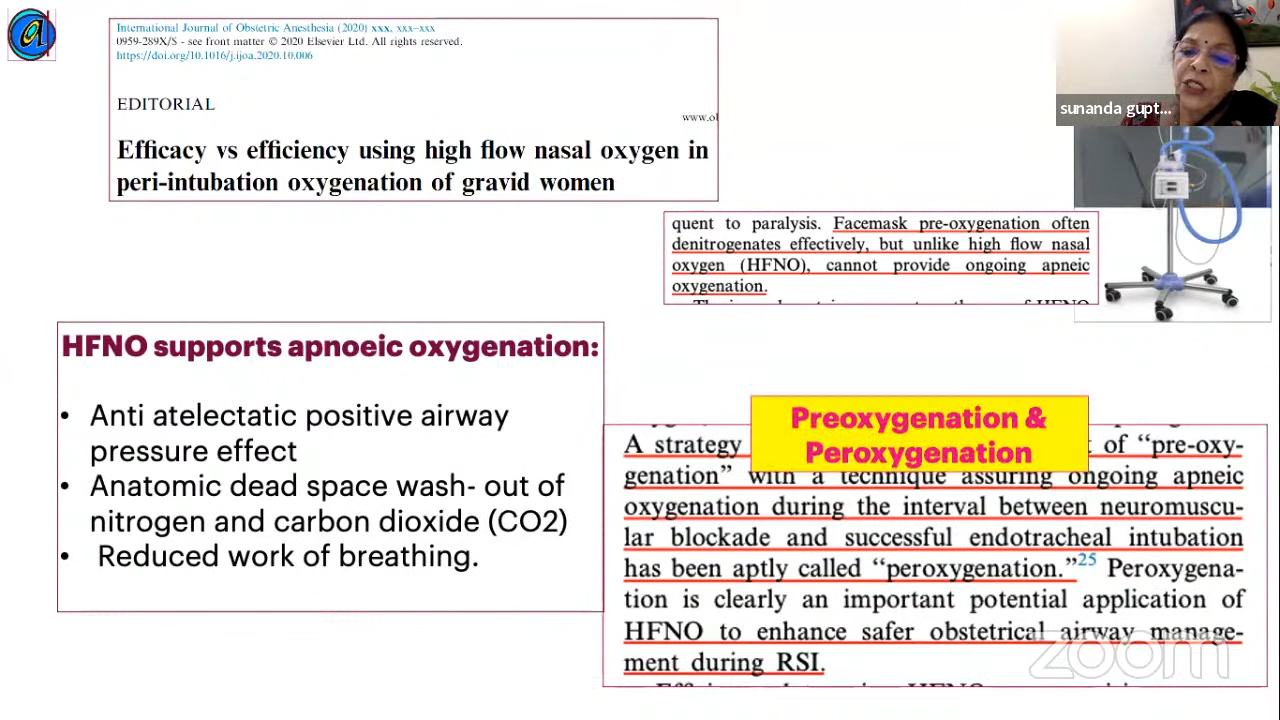 International Journal of Obstetric Anesthesia (2020) xxx, xxx–xxx
0959-289X/$ - see front matter © 2020 Elsevier Ltd. All rights reserved.
https://doi.org/10.1016/j.ijoa.2020.10.006
EDITORIAL
www.ol
Efficacy vs efficiency using high flow nasal oxygen in
peri-intubation oxygenation of gravid women
sunanda gupt...
quent to paralysis. Facemask pre-oxygenation often
denitrogenates effectively, but unlike high flow nasal
oxygen (HFNO), cannot provide ongoing apneic
oxygenation.
HFNO supports apnoeic oxygenation:
• Anti atelectatic positive airway
pressure effect
• Anatomic dead space wash- out of
nitrogen and carbon dioxide (CO2)
• Reduced work of breathing.
Preoxygenation &
Peroxygenation
A strategy of “pre-oxy-
genation” with a technique assuring ongoing apneic
oxygenation during the interval between neuromuscu-
lar blockade and successful endotracheal intubation
has been aptly called “peroxygenation.”25 Peroxygena-
tion is clearly an important potential application of
HFNO to enhance safer obstetrical airway manage-
ment during RSI.
zoom